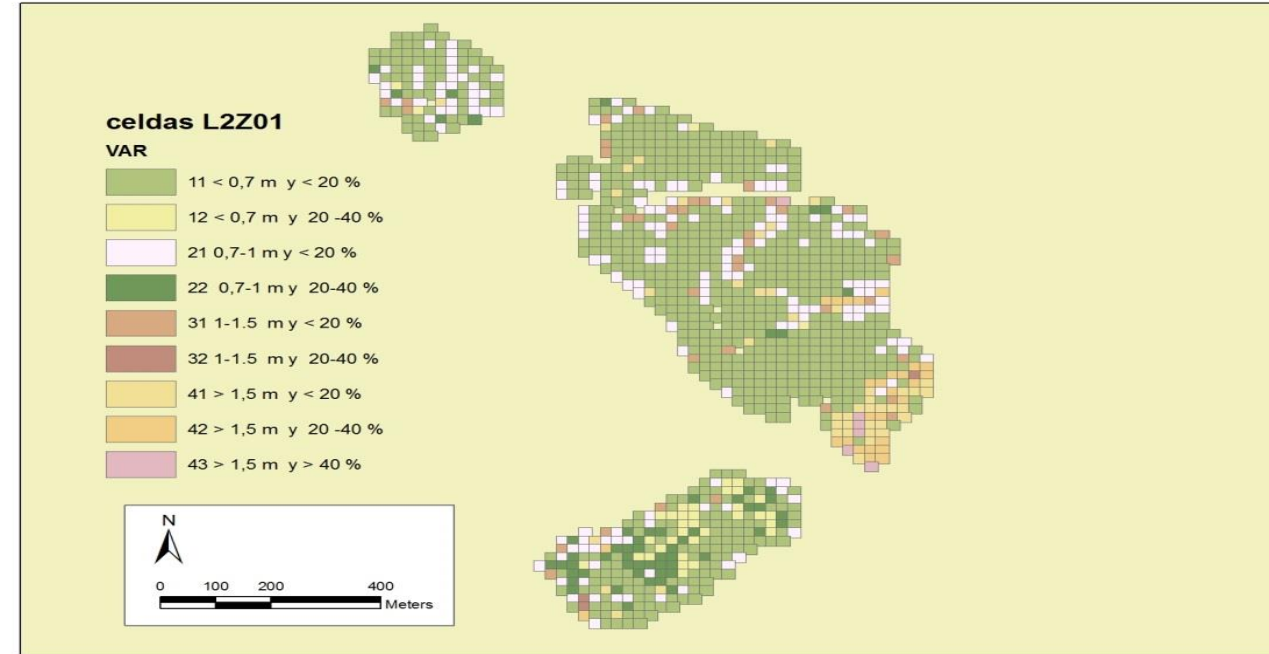 celdas L2Z01
VAR
11 < 0,7 m y < 20 %
12 < 0,7 m y 20 -40 %
21 0,7-1 m y < 20 %
22 0,7-1 m y 20-40 %
31 1-1.5 m y < 20 %
32 1-1.5 m y 20-40 %
41 > 1,5 m y < 20 %
42 > 1,5 m y 20 -40 %
43 > 1,5 m y > 40 %
N
0 100 200 400
Meters